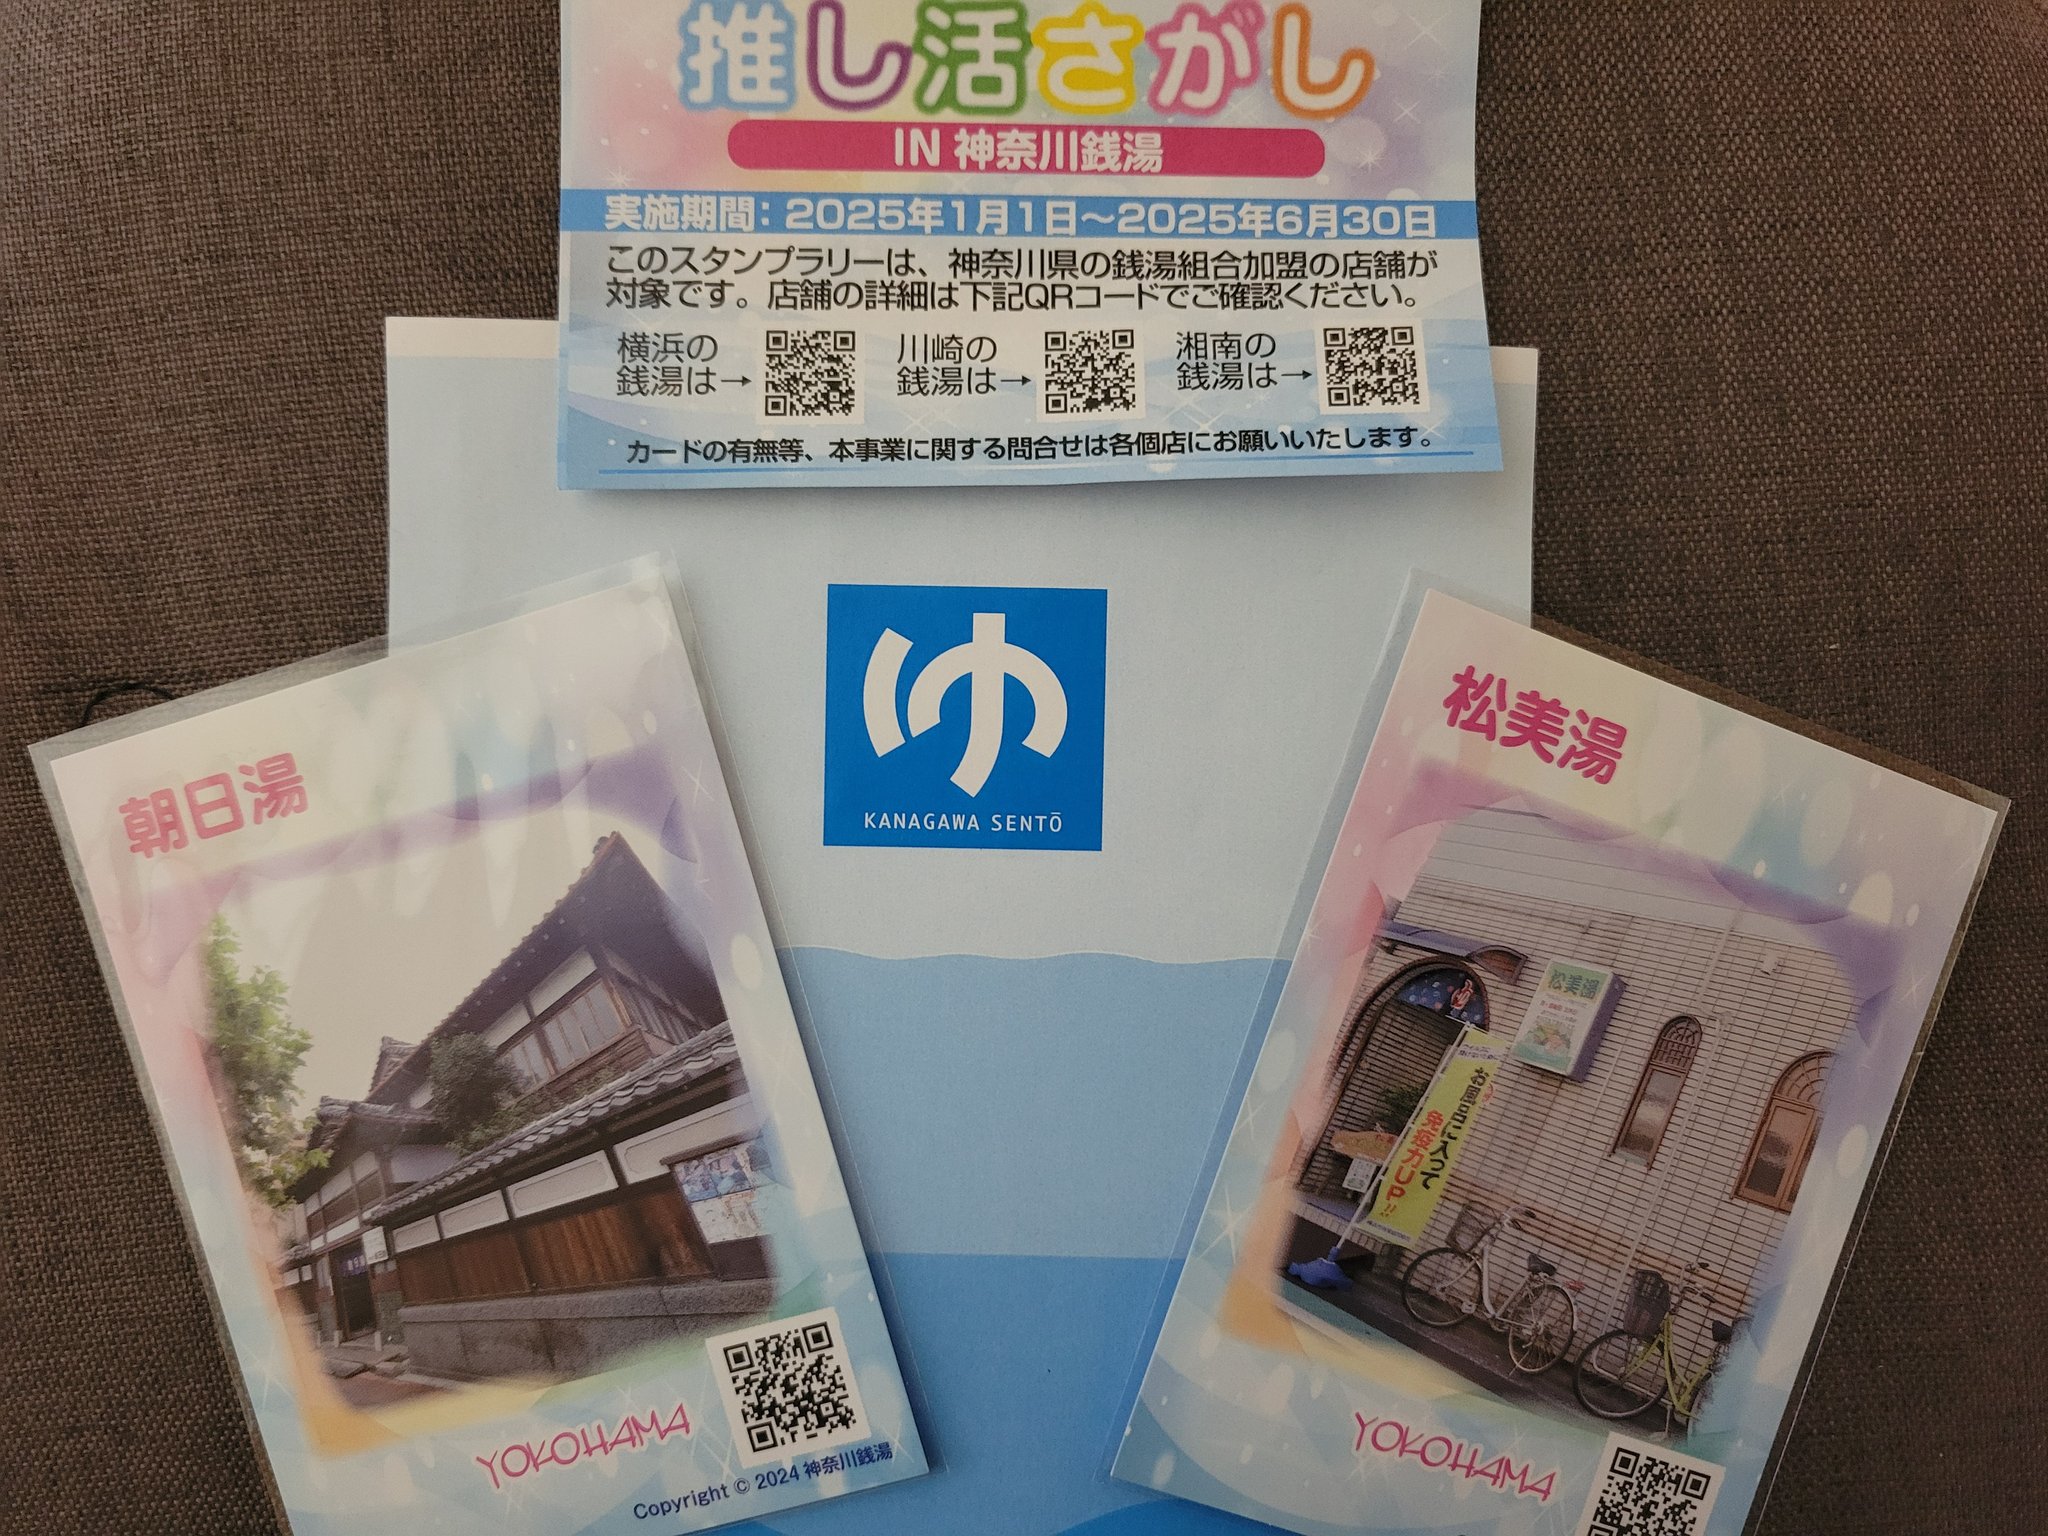 推し活さがし
IN 神奈川銭湯
実施期間：2025年1月1日～2025年6月30日
このスタンプラリーは、神奈川県の銭湯組合加盟の店舗が
対象です。店舗の詳細は下記QRコードでご確認ください。
横浜の
銭湯は→
川崎の
銭湯は→
湘南の
銭湯は→
カードの有無等、本事業に関する問合せは各個店にお願いいたします。
ゆ
KANAGAWA SENTŌ
朝日湯
YOKOHAMA
Copyright © 2024 神奈川銭湯
松美湯
松美湯
お風呂に入って
免疫力UP!!
YOKOHAMA